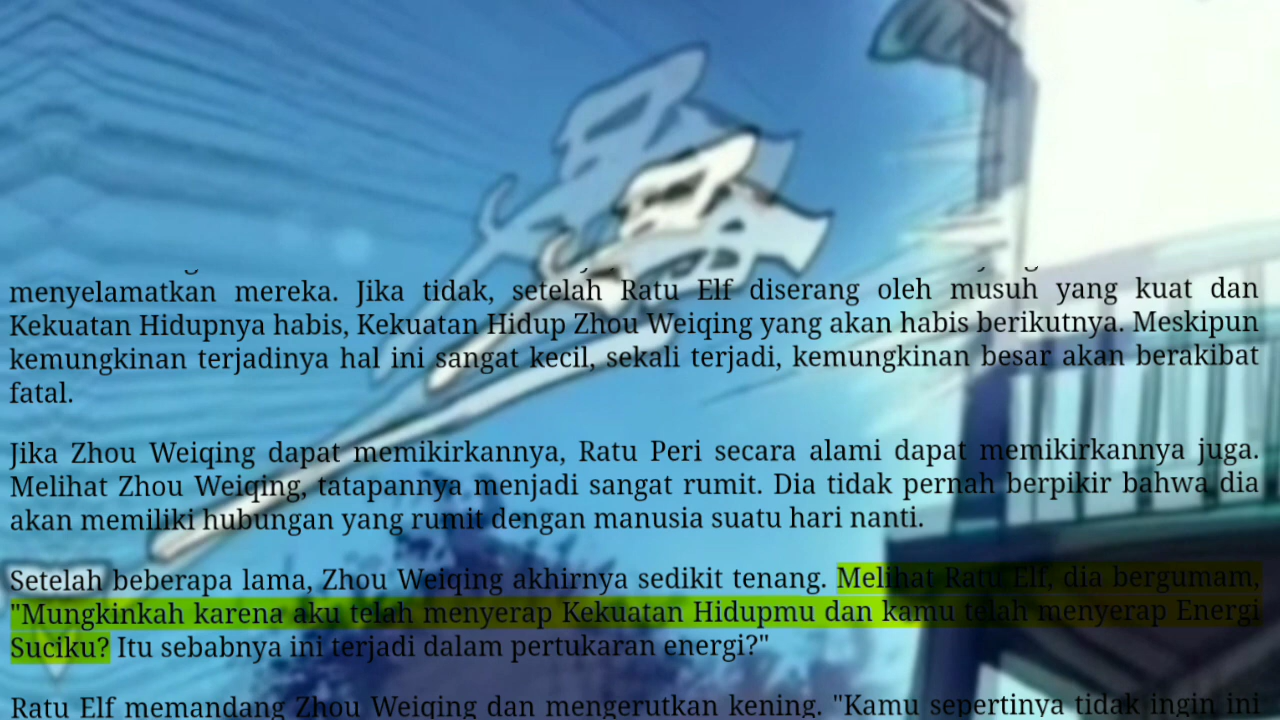 menyelamatkan mereka. Jika tidak, setelah Ratu Elf diserang oleh musuh yang kuat dan
Kekuatan Hidupnya habis, Kekuatan Hidup Zhou Weiqing yang akan habis berikutnya. Meskipun
kemungkinan terjadinya hal ini sangat kecil, sekali terjadi, kemungkinan besar akan berakibat
fatal.
Jika Zhou Weiqing dapat memikirkannya, Ratu Peri secara alami dapat memikirkannya juga.
Melihat Zhou Weiqing, tatapannya menjadi sangat rumit. Dia tidak pernah berpikir bahwa dia
akan memiliki hubungan yang rumit dengan manusia suatu hari nanti.
Setelah beberapa lama, Zhou Weiqing akhirnya sedikit tenang. Melihat Ratu Elf, dia bergumam,
"Mungkinkah karena aku telah menyerap Kekuatan Hidupmu dan kamu telah menyerap Energi
Suciku? Itu sebabnya ini terjadi dalam pertukaran energi?"
Ratu Elf memandang Zhou Weiqing dan mengerutkan kening. "Kamu sepertinya tidak ingin ini